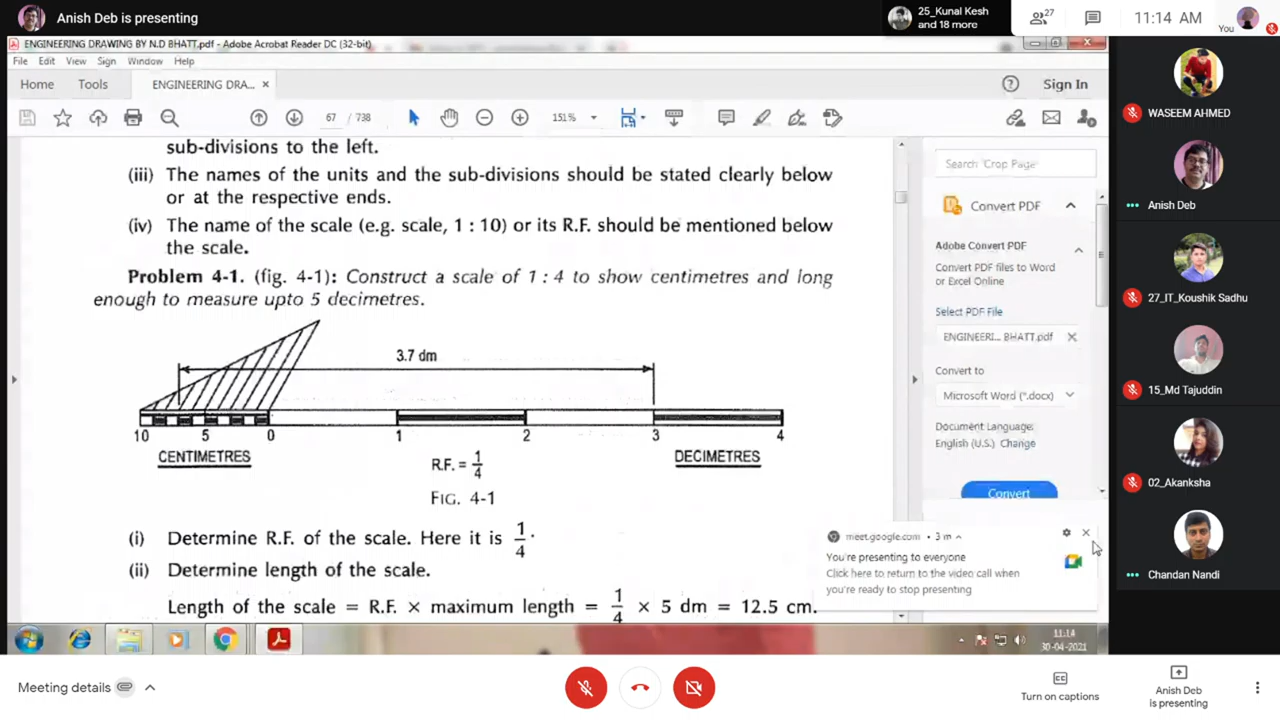 Anish Deb is presenting
25_Kunal Kesh
and 18 more
27
11:14 AM
You
ENGINEERING DRAWING BY N.D BHATT.pdf - Adobe Acrobat Reader DC (32-bit)
File Edit View Sign Window Help
Home Tools ENGINEERING DRA... × Sign In
67 / 738 151%
sub-divisions to the left.
(iii) The names of the units and the sub-divisions should be stated clearly below
or at the respective ends.
(iv) The name of the scale (e.g. scale, 1 : 10) or its R.F. should be mentioned below
the scale.
Problem 4-1. (fig. 4-1): Construct a scale of 1 : 4 to show centimetres and long
enough to measure upto 5 decimetres.
3.7 dm
10 5 0 1 2 3 4
CENTIMETRES R.F. = 1/4 DECIMETRES
FIG. 4-1
(i) Determine R.F. of the scale. Here it is 1/4.
(ii) Determine length of the scale.
Length of the scale = R.F. × maximum length = 1/4 × 5 dm = 12.5 cm.
Search 'Crop Page'
Convert PDF
Adobe Convert PDF
Convert PDF files to Word
or Excel Online
Select PDF File
ENGINEERI... BHATT.pdf ×
Convert to
Microsoft Word (*.docx)
Document Language:
English (U.S.) Change
Convert
meet.google.com • 3 m
You're presenting to everyone
Click here to return to the video call when
you're ready to stop presenting
11:14
30-04-2021
WASEEM AHMED
Anish Deb
27_IT_Koushik Sadhu
15_Md Tajuddin
02_Akanksha
Chandan Nandi
Meeting details
Turn on captions
Anish Deb
is presenting